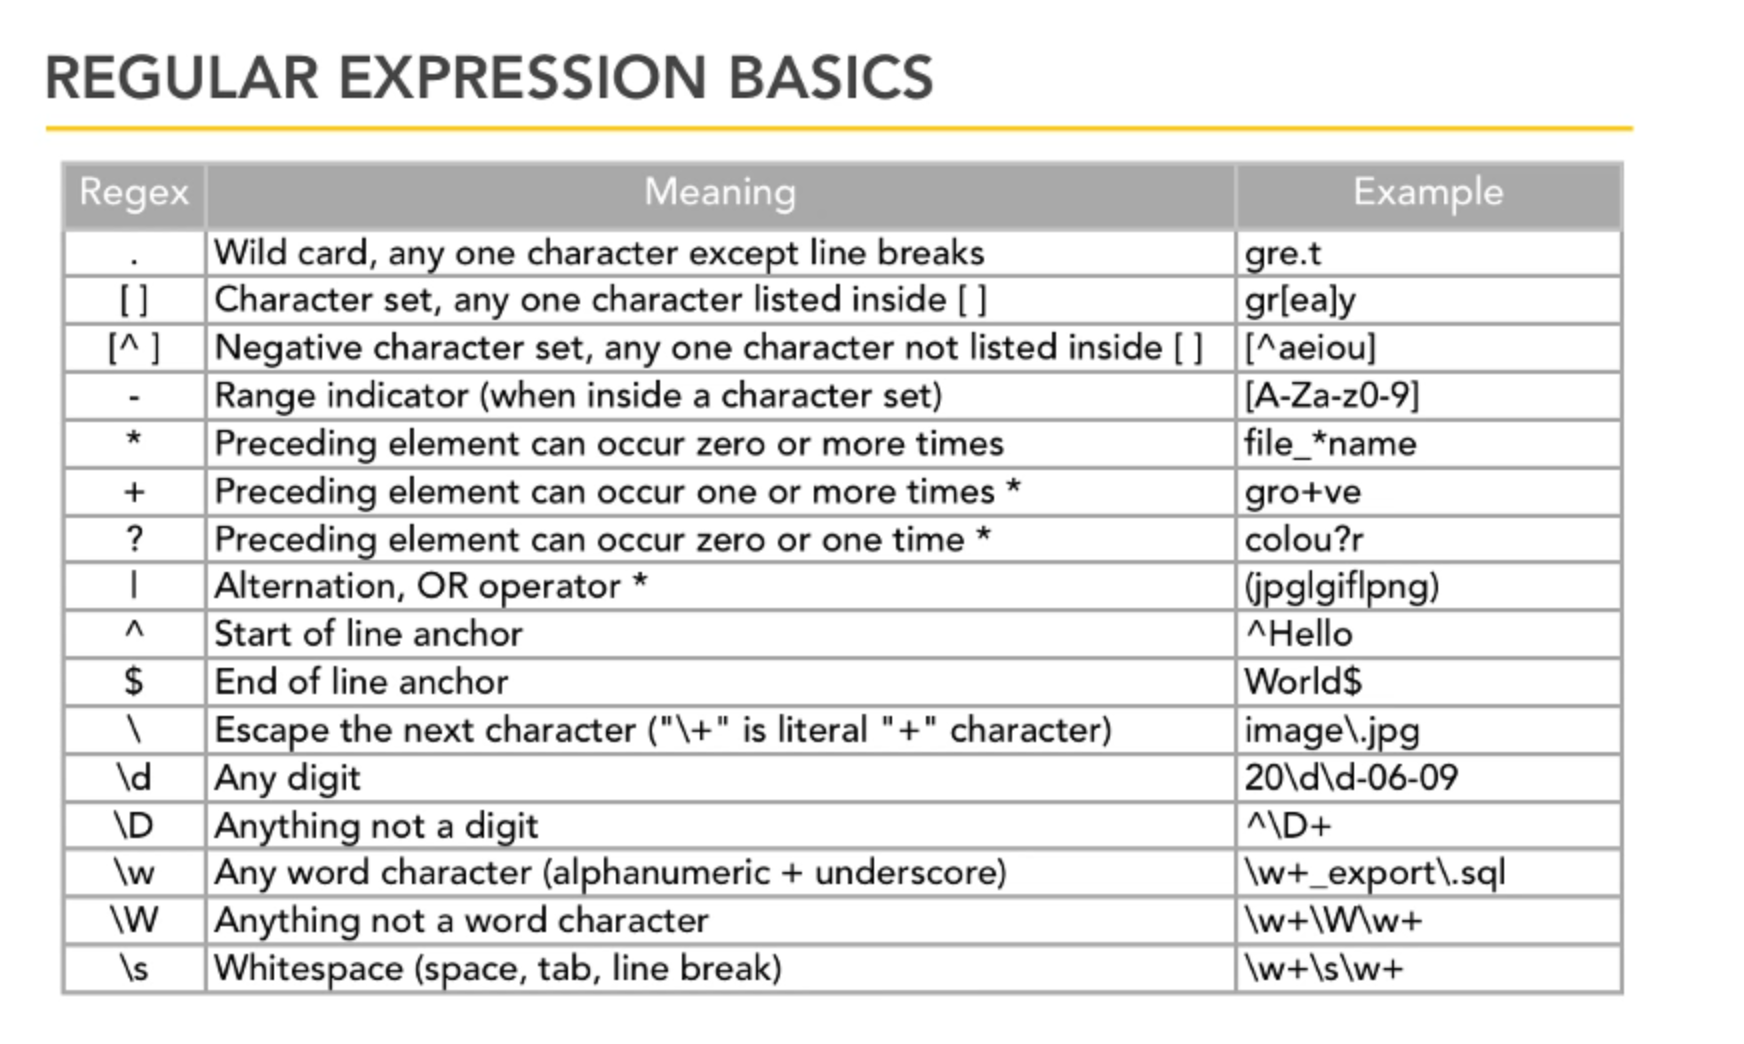 REGULAR EXPRESSION BASICS
Regex Meaning Example
. Wild card, any one character except line breaks gre.t
[ ] Character set, any one character listed inside [ ] gr[ea]y
[^ ] Negative character set, any one character not listed inside [ ] [^aeiou]
- Range indicator (when inside a character set) [A-Za-z0-9]
* Preceding element can occur zero or more times file_*name
+ Preceding element can occur one or more times * gro+ve
? Preceding element can occur zero or one time * colou?r
| Alternation, OR operator * (jpg|gif|png)
^ Start of line anchor ^Hello
$ End of line anchor World$
\ Escape the next character ("\+" is literal "+" character) image\.jpg
\d Any digit 20\d\d-06-09
\D Anything not a digit ^\D+
\w Any word character (alphanumeric + underscore) \w+_export\.sql
\W Anything not a word character \w+\W\w+
\s Whitespace (space, tab, line break) \w+\s\w+